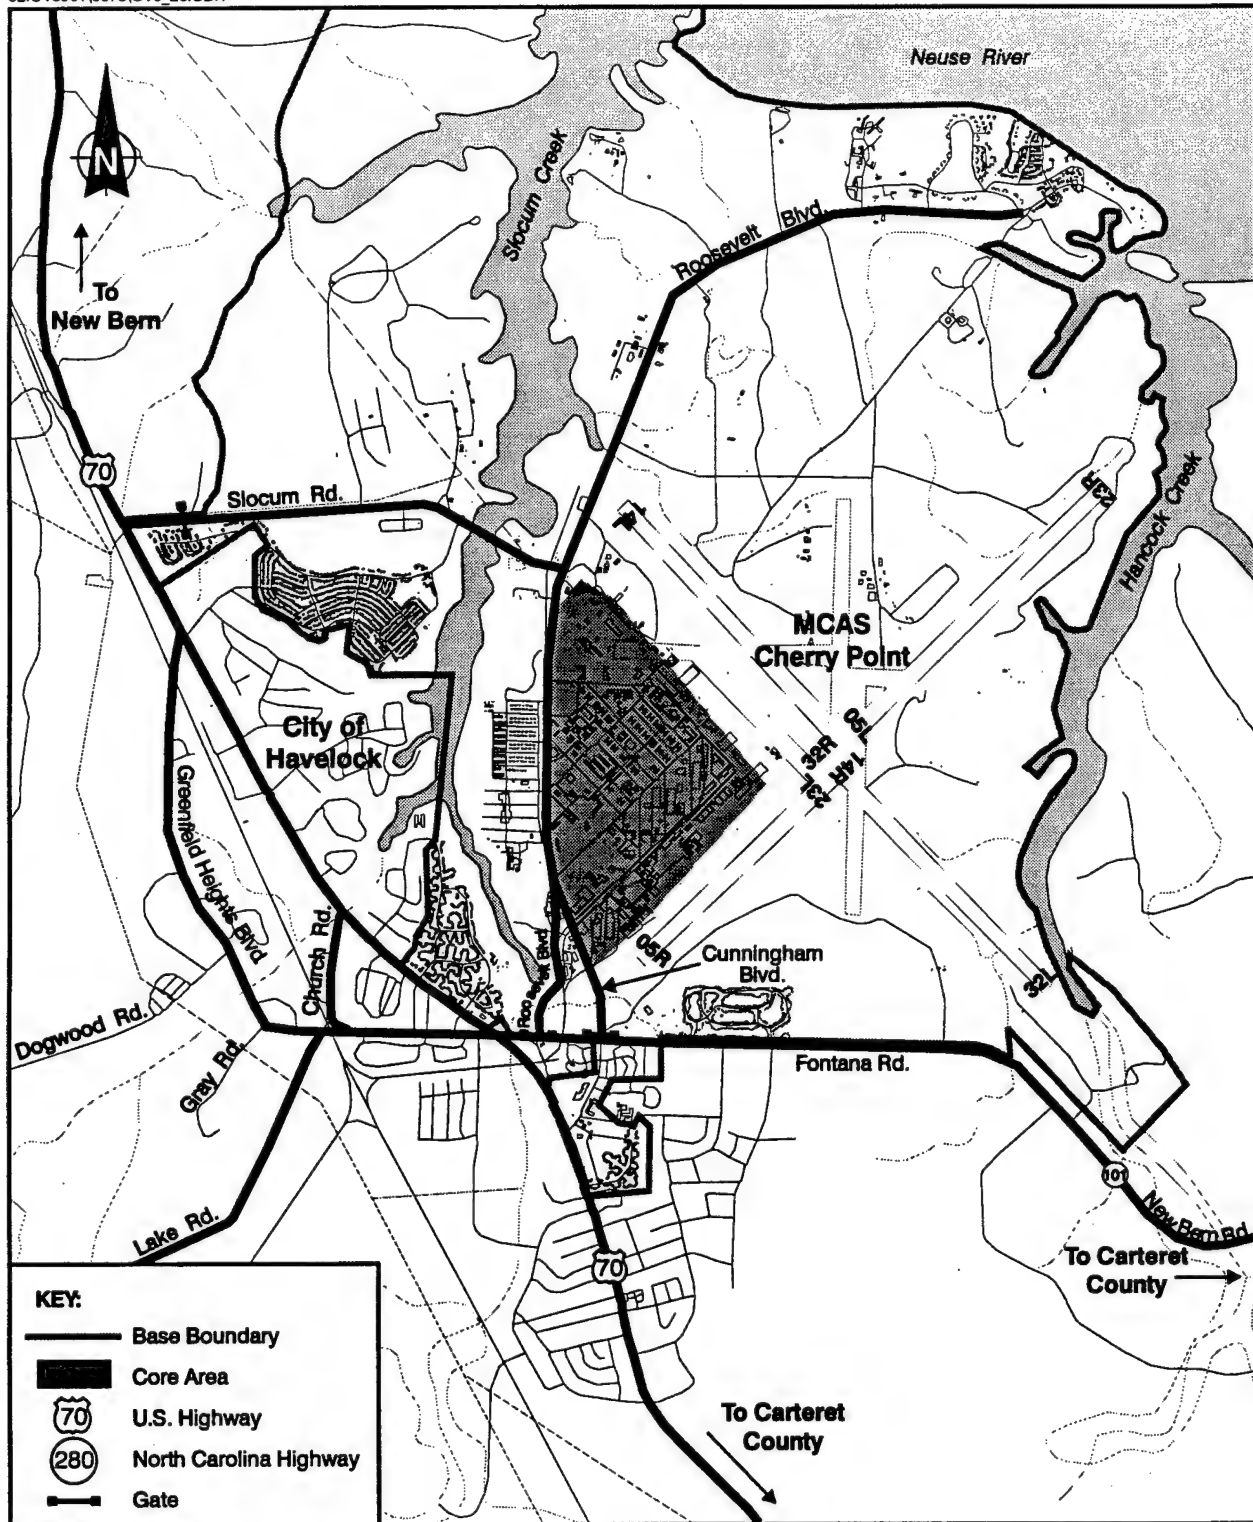 Neuse River
N
Slocum Creek
Roosevelt Blvd.
To
New Bern
Hancock Creek
70
Slocum Rd.
23R
MCAS
Cherry Point
City of
Havelock
05L
32R
14R
23L
Greenfield Heights Blvd
Church Rd.
05R
Cunningham
Blvd.
Roosevelt Blvd
32L
Dogwood Rd.
Gray Rd.
Fontana Rd.
101
New Bern Rd.
Lake Rd.
To Carteret
County
70
To Carteret
County
KEY:
Base Boundary
Core Area
70 U.S. Highway
280 North Carolina Highway
Gate